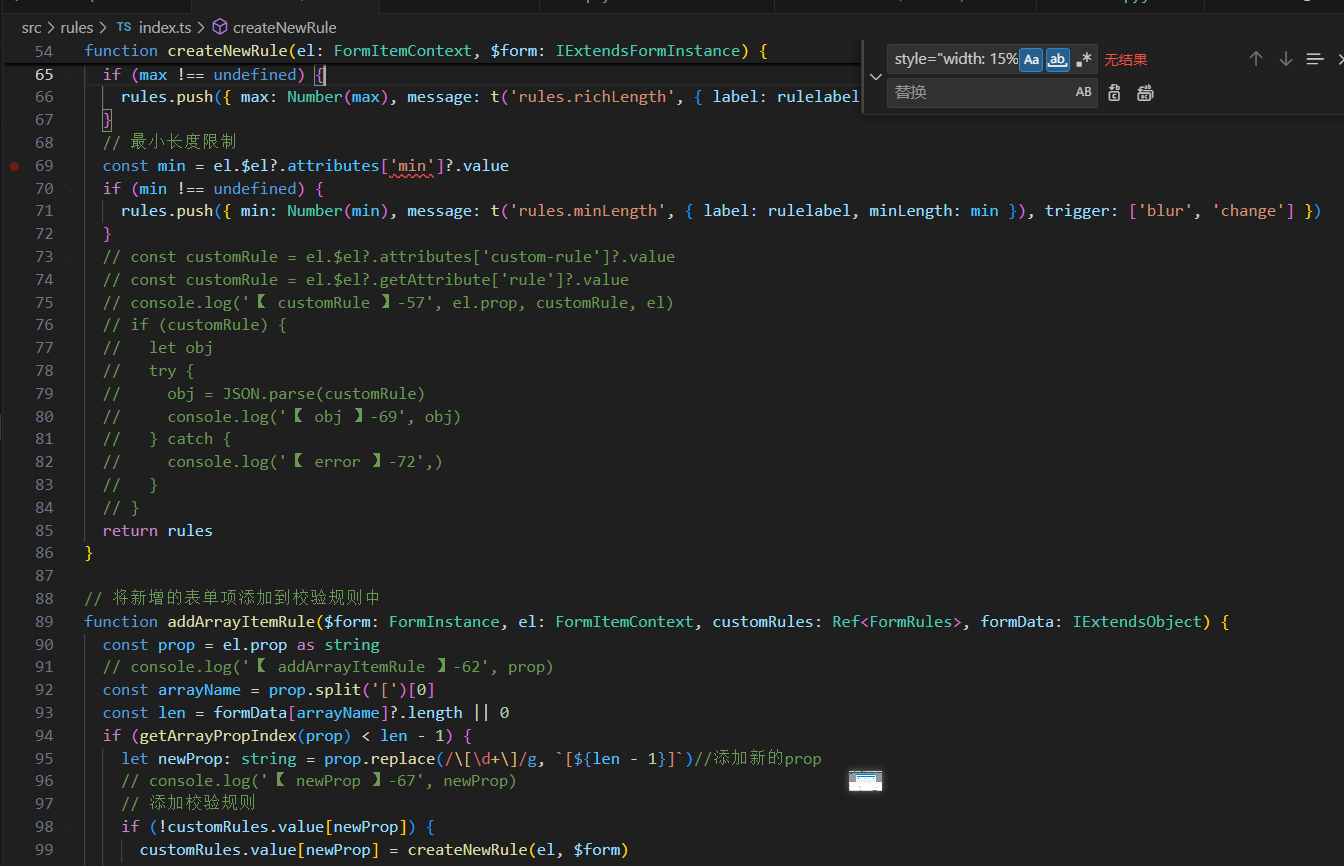 src > rules > TS index.ts > createNewRule
54 function createNewRule(el: FormItemContext, $form: IExtendsFormInstance) {
style="width: 15% Aa ab .* 无结果
替换 AB
65 if (max !== undefined) {
66 rules.push({ max: Number(max), message: t('rules.richLength', { label: rulelabel
67 }
68 // 最小长度限制
69 const min = el.$el?.attributes['min']?.value
70 if (min !== undefined) {
71 rules.push({ min: Number(min), message: t('rules.minLength', { label: rulelabel, minLength: min }), trigger: ['blur', 'change'] })
72 }
73 // const customRule = el.$el?.attributes['custom-rule']?.value
74 // const customRule = el.$el?.getAttribute['rule']?.value
75 // console.log('【 customRule 】-57', el.prop, customRule, el)
76 // if (customRule) {
77 //   let obj
78 //   try {
79 //     obj = JSON.parse(customRule)
80 //     console.log('【 obj 】-69', obj)
81 //   } catch {
82 //     console.log('【 error 】-72',)
83 //   }
84 // }
85 return rules
86 }
87
88 // 将新增的表单项添加到校验规则中
89 function addArrayItemRule($form: FormInstance, el: FormItemContext, customRules: Ref<FormRules>, formData: IExtendsObject) {
90 const prop = el.prop as string
91 // console.log('【 addArrayItemRule 】-62', prop)
92 const arrayName = prop.split('[')[0]
93 const len = formData[arrayName]?.length || 0
94 if (getArrayPropIndex(prop) < len - 1) {
95 let newProp: string = prop.replace(/\[\d+\]/g, `[${len - 1}]`)//添加新的prop
96 // console.log('【 newProp 】-67', newProp)
97 // 添加校验规则
98 if (!customRules.value[newProp]) {
99 customRules.value[newProp] = createNewRule(el, $form)